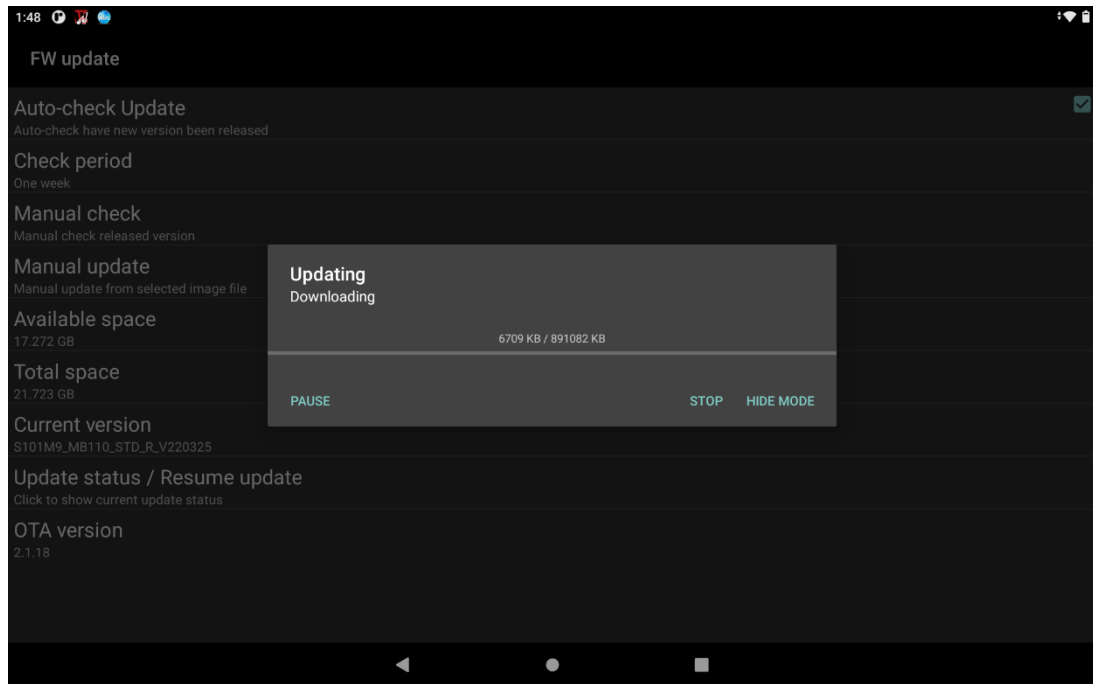 1:48
FW update
Auto-check Update
Auto-check have new version been released
Check period
One week
Manual check
Manual check released version
Manual update
Manual update from selected image file
Available space
17.272 GB
Total space
21.723 GB
Current version
S101M9_MB110_STD_R_V220325
Update status / Resume update
Click to show current update status
OTA version
2.1.18
Updating
Downloading
6709 KB / 891082 KB
PAUSE
STOP
HIDE MODE